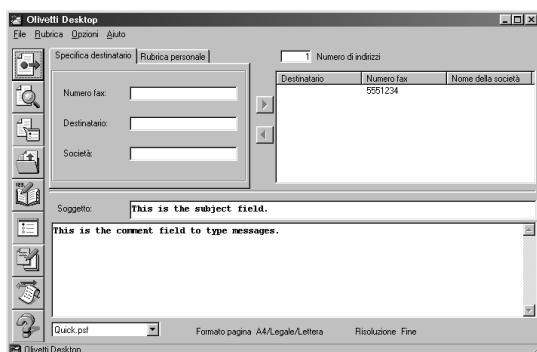 Olivetti Desktop
File Rubrica Opzioni Aiuto
Specifica destinatario Rubrica personale
1 Numero di indirizzi
Numero fax:
Destinatario:
Società:
Destinatario Numero fax Nome della società
5551234
Soggetto: This is the subject field.
This is the comment field to type messages.
Quick.psf Formato pagina A4/Legale/Lettera Risoluzione Fine
Olivetti Desktop